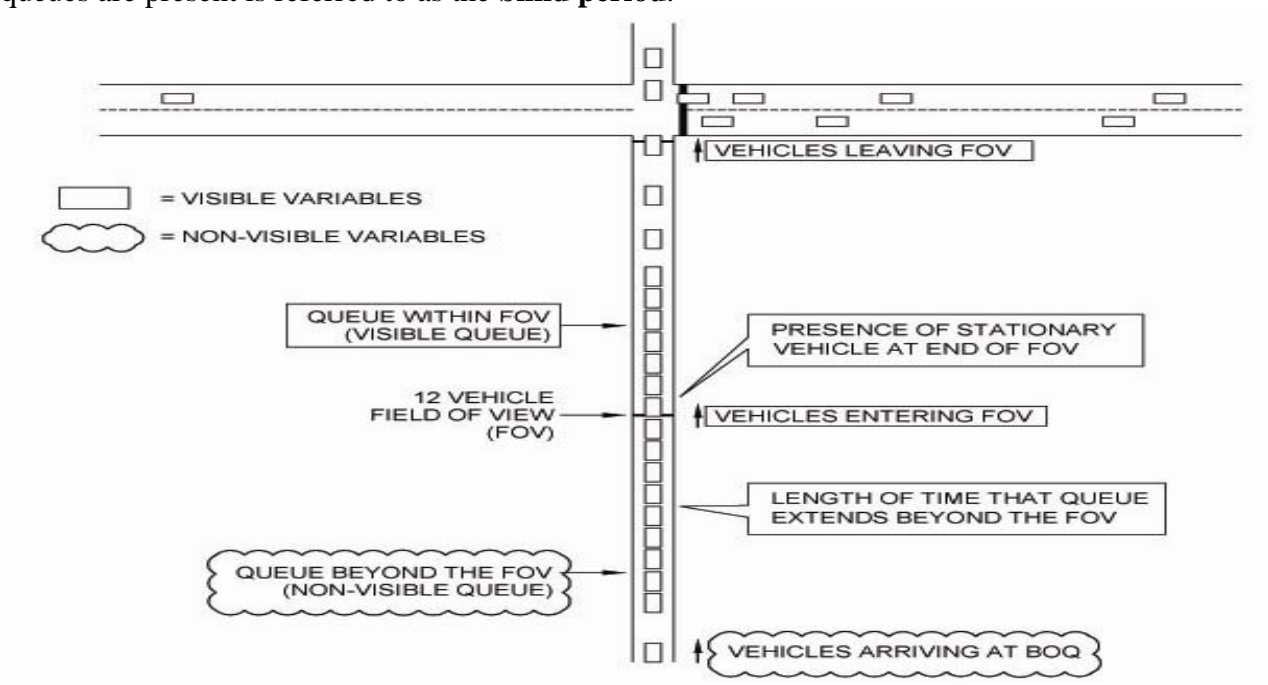 queues are present is referred to as the blind period.
VEHICLES LEAVING FOV
= VISIBLE VARIABLES
= NON-VISIBLE VARIABLES
QUEUE WITHIN FOV
(VISIBLE QUEUE)
PRESENCE OF STATIONARY
VEHICLE AT END OF FOV
12 VEHICLE
FIELD OF VIEW
(FOV)
VEHICLES ENTERING FOV
LENGTH OF TIME THAT QUEUE
EXTENDS BEYOND THE FOV
QUEUE BEYOND THE FOV
(NON-VISIBLE QUEUE)
VEHICLES ARRIVING AT BOQ